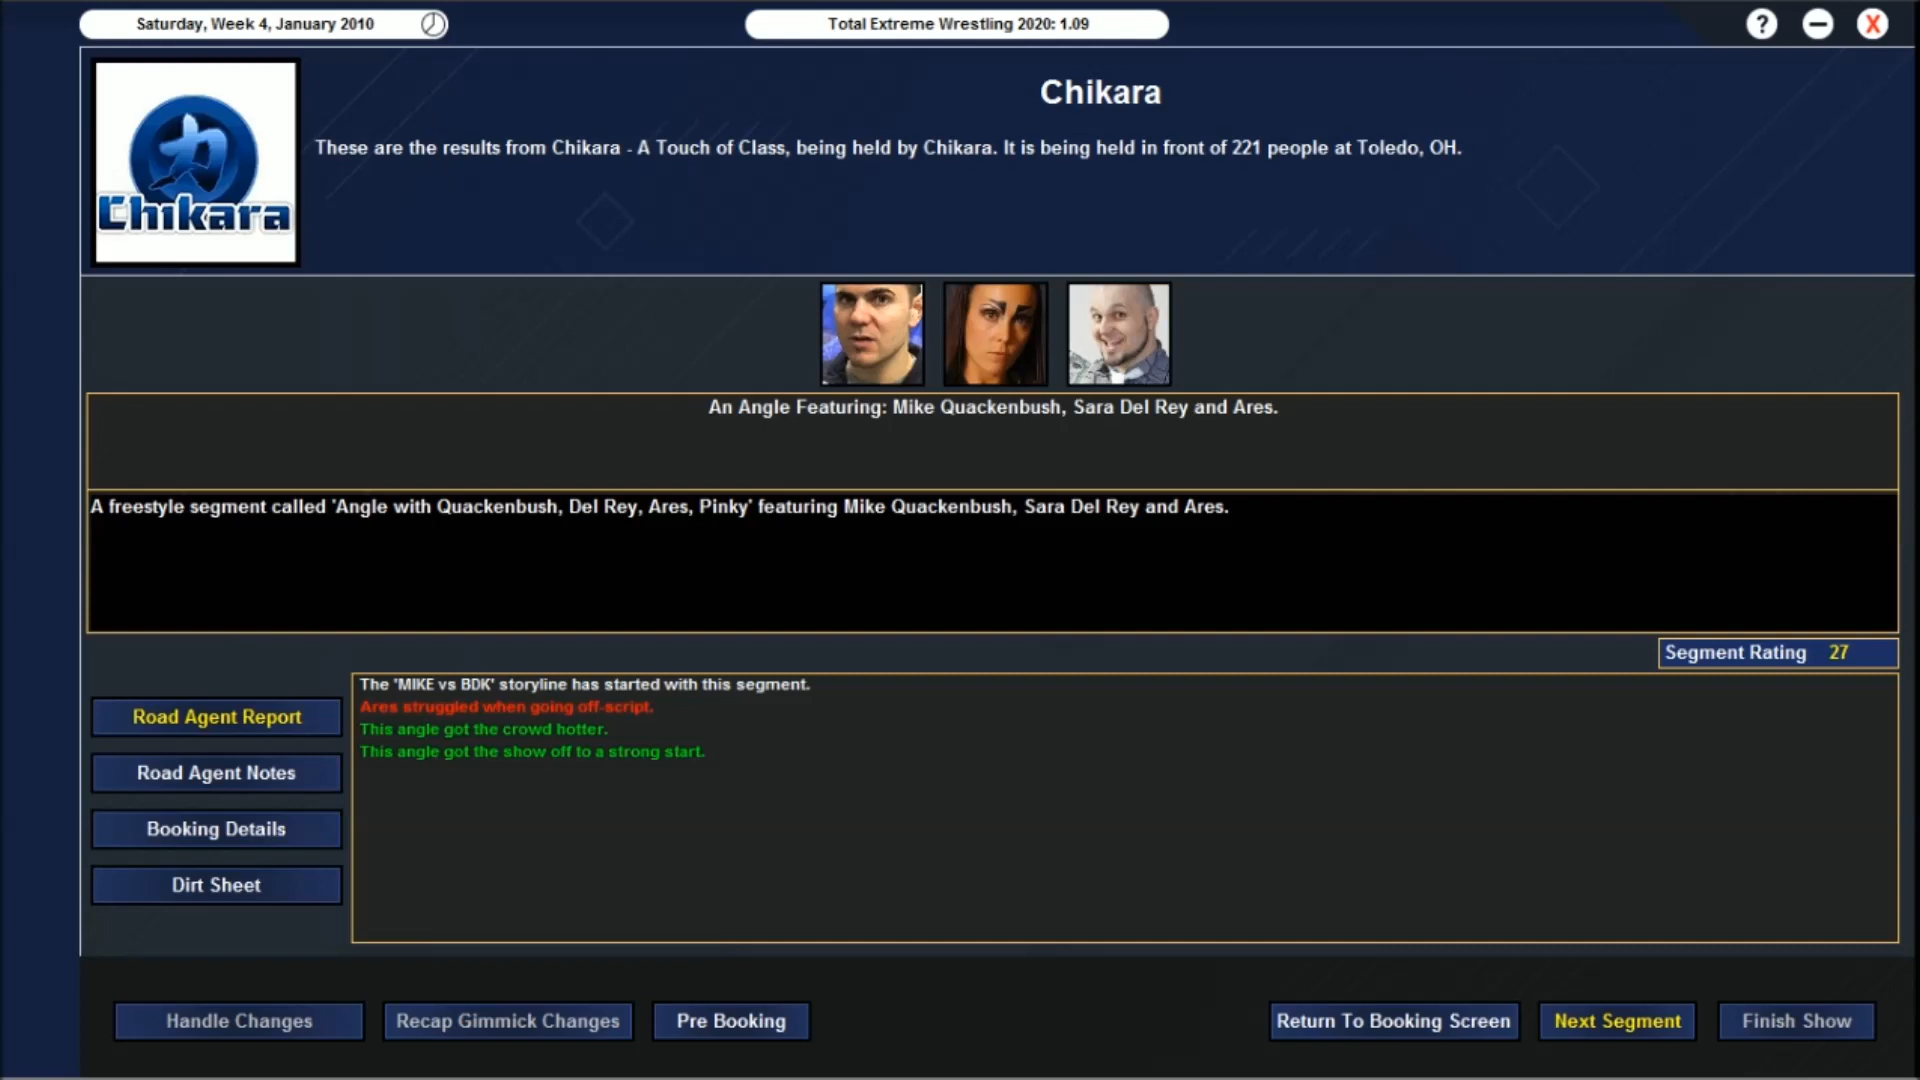 Saturday, Week 4, January 2010
Total Extreme Wrestling 2020: 1.09
?
X
Chikara
These are the results from Chikara - A Touch of Class, being held by Chikara. It is being held in front of 221 people at Toledo, OH.
力
Chikara
An Angle Featuring: Mike Quackenbush, Sara Del Rey and Ares.
A freestyle segment called 'Angle with Quackenbush, Del Rey, Ares, Pinky' featuring Mike Quackenbush, Sara Del Rey and Ares.
Segment Rating 27
The 'MIKE vs BDK' storyline has started with this segment.
Ares struggled when going off-script.
This angle got the crowd hotter.
This angle got the show off to a strong start.
Road Agent Report
Road Agent Notes
Booking Details
Dirt Sheet
Handle Changes
Recap Gimmick Changes
Pre Booking
Return To Booking Screen
Next Segment
Finish Show